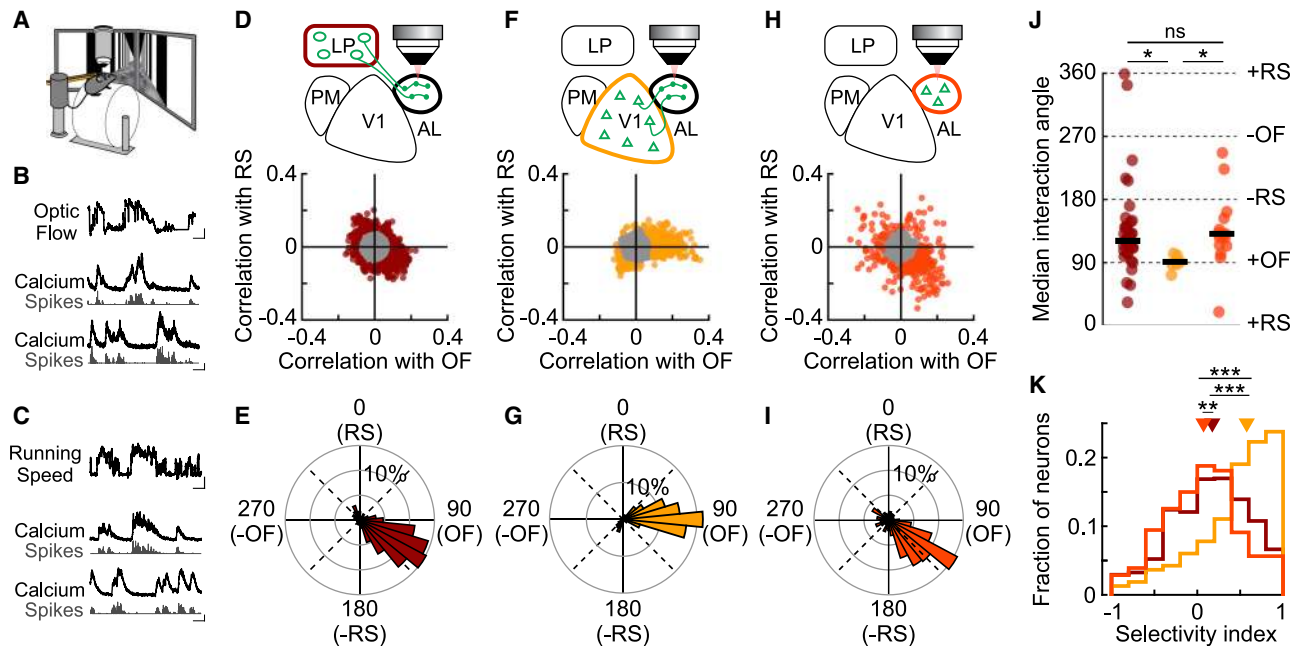 A
B
Optic
Flow
Calcium
Spikes
Calcium
Spikes
C
Running
Speed
Calcium
Spikes
Calcium
Spikes
D
LP
PM
V1
AL
Correlation with RS
0.4
0
-0.4
-0.4
0
0.4
Correlation with OF
E
0
(RS)
10%
270
(-OF)
90
(OF)
180
(-RS)
F
LP
PM
V1
AL
Correlation with RS
0.4
0
-0.4
-0.4
0
0.4
Correlation with OF
G
0
(RS)
10%
270
(-OF)
90
(OF)
180
(-RS)
H
LP
PM
V1
AL
Correlation with RS
0.4
0
-0.4
-0.4
0
0.4
Correlation with OF
I
0
(RS)
10%
270
(-OF)
90
(OF)
180
(-RS)
J
ns
* *
Median interaction angle
360 +RS
270 -OF
180 -RS
90 +OF
0 +RS
K
***
***
**
Fraction of neurons
0.2
0.1
0
-1 0 1
Selectivity index